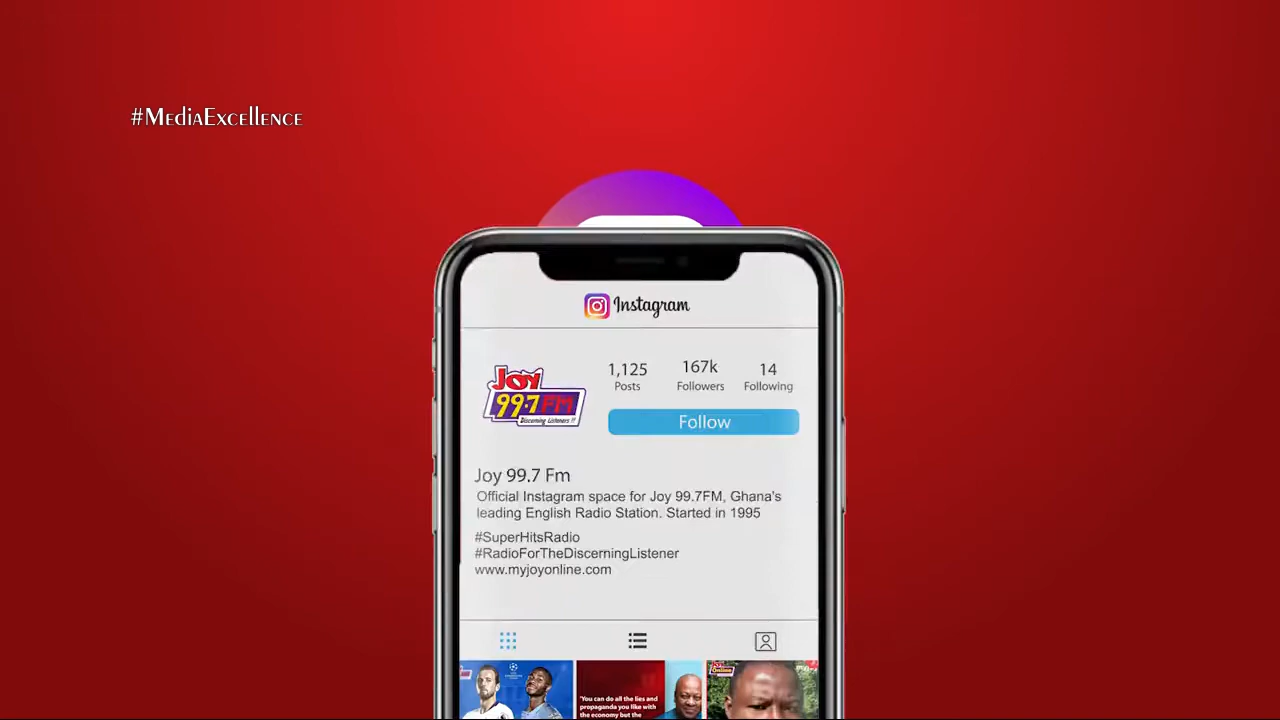 #MediaExcellence
Instagram
1,125 167k 14
Posts Followers Following
JOY
99.7 FM
Discerning Listeners !!
Follow
Joy 99.7 Fm
Official Instagram space for Joy 99.7FM, Ghana's
leading English Radio Station. Started in 1995
#SuperHitsRadio
#RadioForTheDiscerningListener
www.myjoyonline.com
"You can do all the lies and
propaganda you like with
the economy but the